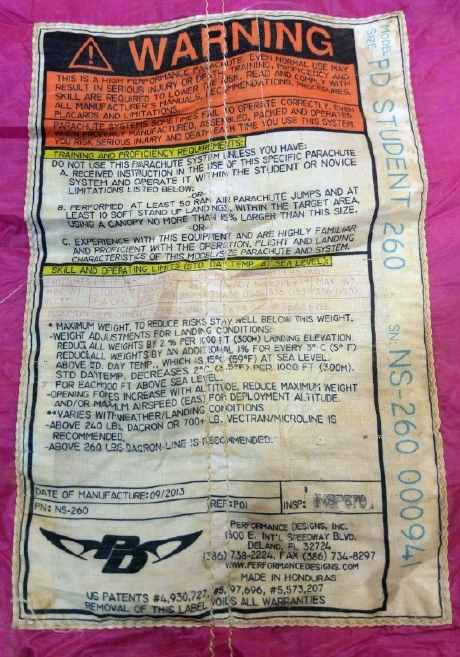 WARNING
THIS IS A HIGH PERFORMANCE PARACHUTE. EVEN NORMAL USE MAY
RESULT IN SERIOUS INJURY OR DEATH. TRAINING, PROFICIENCY AND
SKILL ARE REQUIRED TO LOWER THE RISK. READ AND COMPLY WITH
ALL MANUFACTURER'S MANUALS, RECOMMENDATIONS, PROCEDURES,
PLACARDS AND LIMITATIONS.
PARACHUTE SYSTEMS SOMETIMES FAIL TO OPERATE CORRECTLY, EVEN
WHEN PROPERLY MANUFACTURED, ASSEMBLED, PACKED AND OPERATED.
YOU RISK SERIOUS INJURY AND DEATH EACH TIME YOU USE THIS SYSTEM.
TRAINING AND PROFICIENCY REQUIREMENTS:
DO NOT USE THIS PARACHUTE SYSTEM UNLESS YOU HAVE:
A. RECEIVED INSTRUCTION IN THE USE OF THIS SPECIFIC PARACHUTE
SYSTEM AND OPERATE IT WITHIN THE STUDENT OR NOVICE
LIMITATIONS LISTED BELOW;
-OR-
B. PERFORMED AT LEAST 50 RAM AIR PARACHUTE JUMPS AND AT
LEAST 10 SOFT STAND UP LANDINGS, WITHIN THE TARGET AREA,
USING A CANOPY NO MORE THAN 15% LARGER THAN THIS SIZE.
-OR-
C. EXPERIENCE WITH THIS EQUIPMENT AND ARE HIGHLY FAMILIAR
AND PROFICIENT WITH THE OPERATION, FLIGHT AND LANDING
CHARACTERISTICS OF THIS MODEL/SIZE PARACHUTE AND SYSTEM.
SKILL AND OPERATING LIMITS (STD. DAY TEMP. AT SEA LEVEL):
* MAXIMUM WEIGHT, TO REDUCE RISKS STAY WELL BELOW THIS WEIGHT.
-WEIGHT ADJUSTMENTS FOR LANDING CONDITIONS:
REDUCE ALL WEIGHTS BY 2 % PER 1000 FT (300M) LANDING ELEVATION.
REDUCE ALL WEIGHTS BY AN ADDITIONAL 1% FOR EVERY 3°C (5°F)
ABOVE STD. DAY TEMP., WHICH IS 15°C (59°F) AT SEA LEVEL.
STD DAY TEMP. DECREASES 2°C (3.5°F) PER 1000 FT (300M).
FOR EACH 1000 FT ABOVE SEA LEVEL.
-OPENING FORCES INCREASE WITH ALTITUDE, REDUCE MAXIMUM WEIGHT
AND/OR MAXIUM AIRSPEED (EAS) FOR DEPLOYMENT ALTITUDE.
**VARIES WITH WEATHER/LANDING CONDITIONS
-ABOVE 240 LBS, DACRON OR 700+ LB. VECTRAN/MICROLINE IS
RECOMMENDED.
-ABOVE 260 LBS DACRON-LINE IS RECOMMENDED.
DATE OF MANUFACTURE: 09/2013
PN: NS-260
REF: P01
INSP:
PD
PERFORMANCE DESIGNS, INC.
1300 E. INT'L SPEEDWAY BLVD.
DELAND, FL 32724
(386) 738-2224, FAX (386) 734-8297
WWW.PERFORMANCEDESIGNS.COM
MADE IN HONDURAS
US PATENTS #4,930,727, #5,197,696, #5,573,207
REMOVAL OF THIS LABEL VOIDS ALL WARRANTIES
MODEL
SIZE
PD STUDENT 260
SN: NS-260 000941